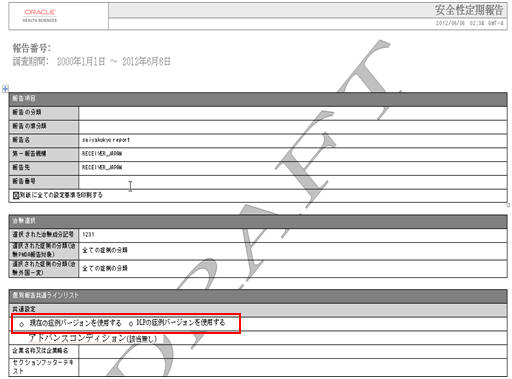 ORACLE
HEALTH SCIENCES
安全性定期報告
2012/06/06 02:34 GMT-4
報告番号:
調査期間: 2000年1月1日 ～ 2012年6月6日
報告項目
報告の分類
報告の準分類
報告名 saiyakukyo report
第一報告機構 RECEIVER_JAPAN
報告先 RECEIVER_JAPAN
報告番号
別紙に全ての設定基準を印刷する
治験選択
選択された治験成分記号 1231
選択された症例の分類(治験PMDA報告対象) 全ての症例の分類
選択された症例の分類(治験外国一変) 全ての症例の分類
個別報告共通ラインリスト
共通設定
○ 現在の症例バージョンを使用する ○ DLPの症例バージョンを使用する
アドバンスコンディション(該当無し)
企業名称又は企業略名
セクションフッターテキスト
DRAFT